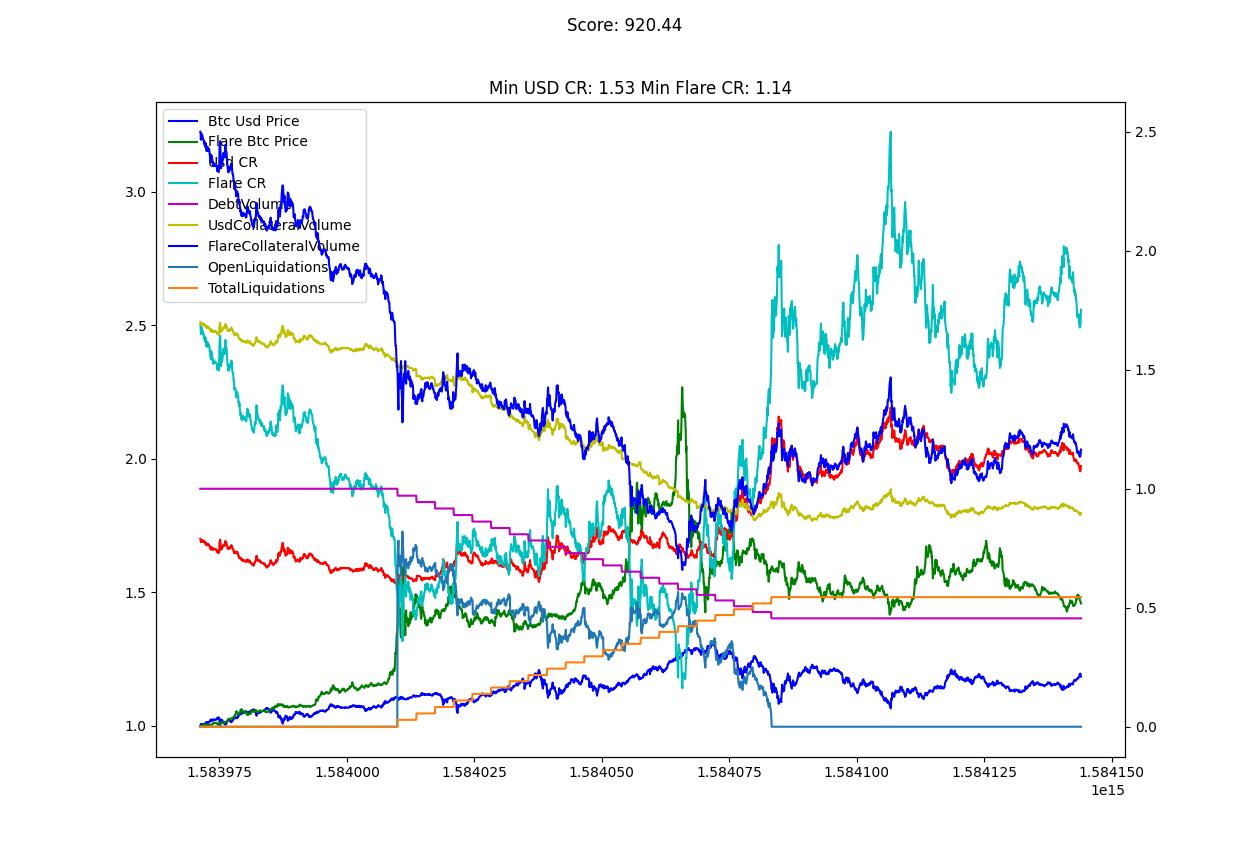 Score: 920.44
Min USD CR: 1.53 Min Flare CR: 1.14
Btc Usd Price
Flare Btc Price
Usd CR
Flare CR
DebtVolume
UsdCollateralVolume
FlareCollateralVolume
OpenLiquidations
TotalLiquidations
3.0
2.5
2.0
1.5
1.0
2.5
2.0
1.5
1.0
0.5
0.0
1.583975
1.584000
1.584025
1.584050
1.584075
1.584100
1.584125
1.584150
1e15